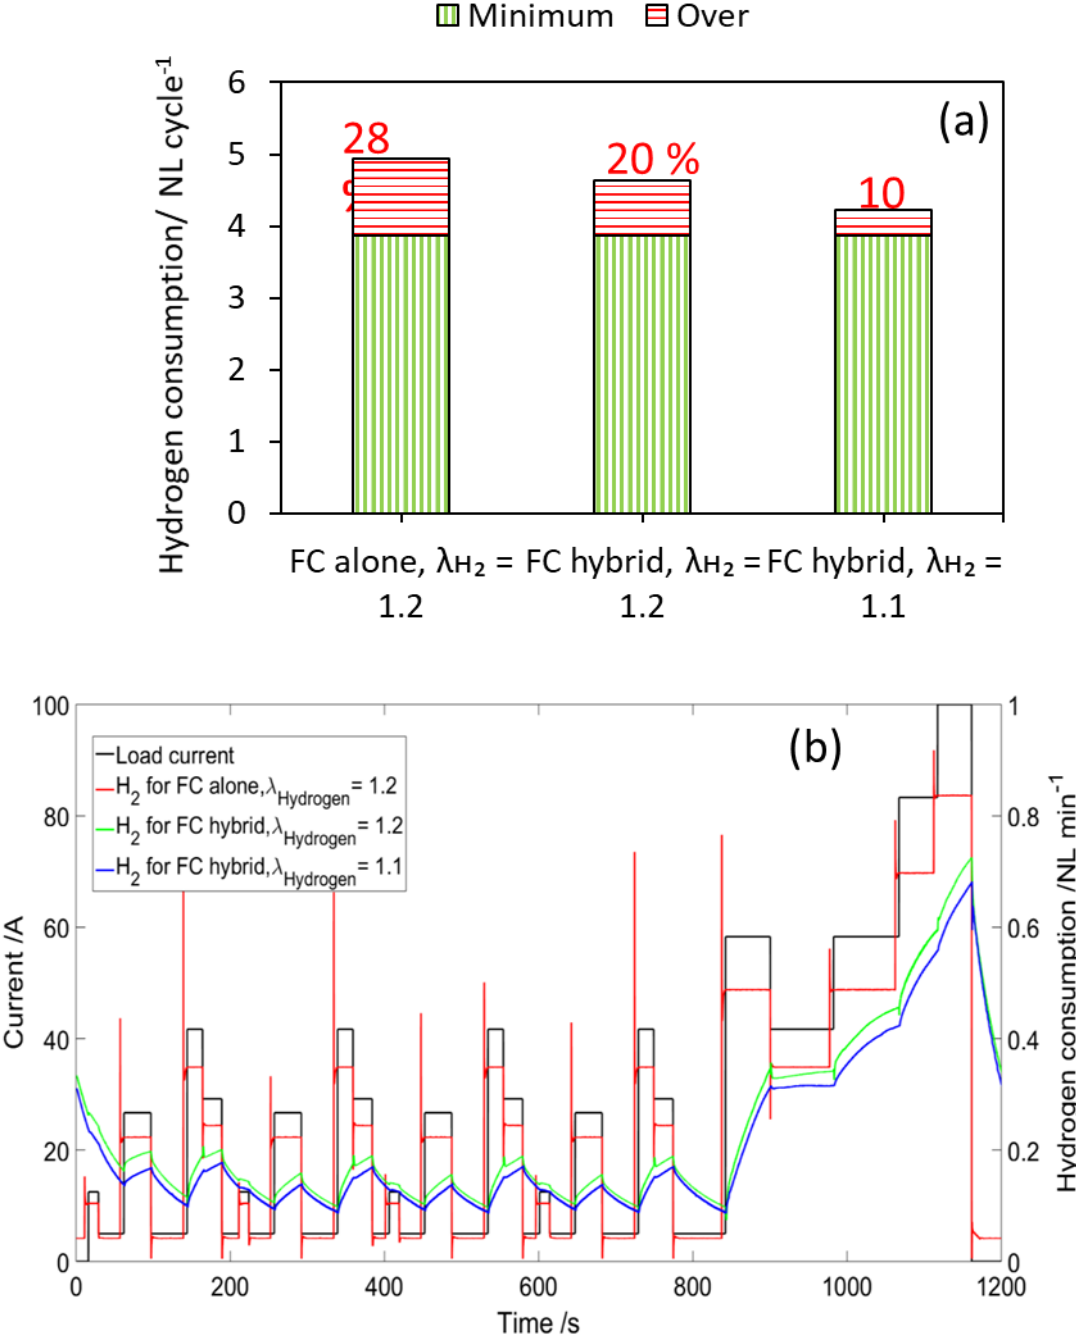 Minimum Over
Hydrogen consumption/ NL cycle⁻¹
6
5
4
3
2
1
0
(a)
28
%
20 %
10
FC alone, λH₂ =
1.2
FC hybrid, λH₂ =
1.2
FC hybrid, λH₂ =
1.1
(b)
Load current
H₂ for FC alone,λHydrogen= 1.2
H₂ for FC hybrid,λHydrogen= 1.2
H₂ for FC hybrid,λHydrogen= 1.1
Current /A
100
80
60
40
20
0
Hydrogen consumption /NL min⁻¹
1
0.8
0.6
0.4
0.2
0
0 200 400 600 800 1000 1200
Time /s